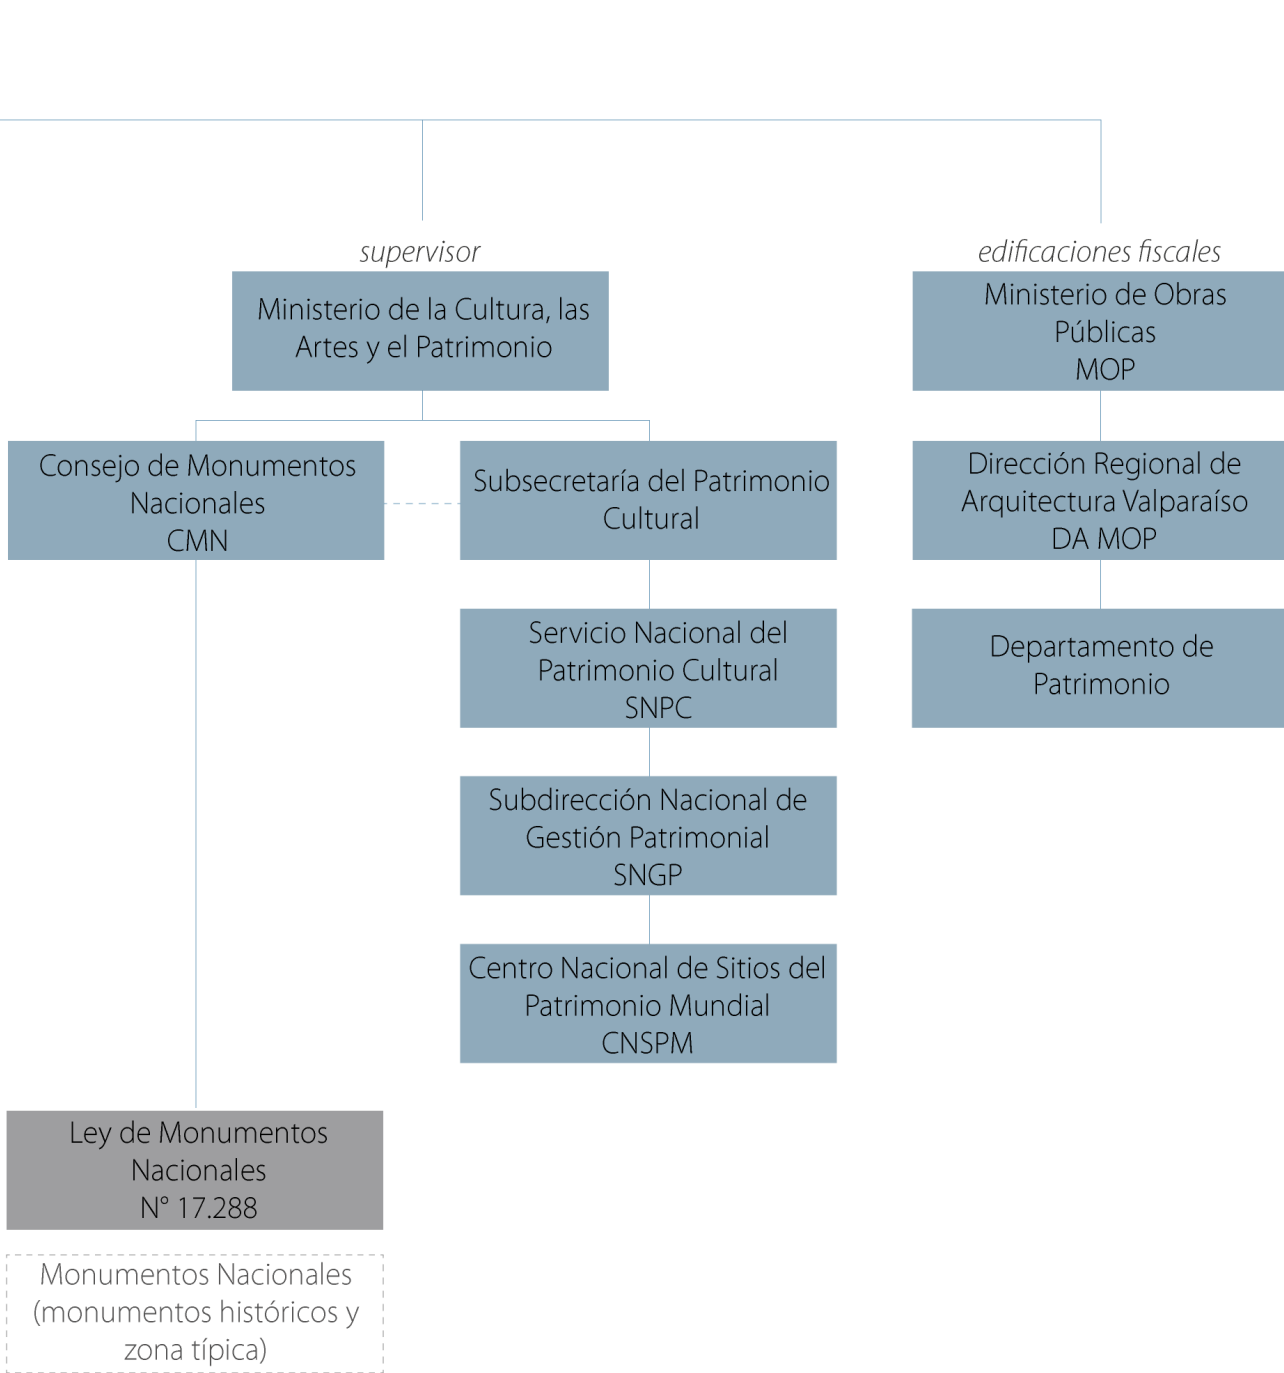 supervisor
Ministerio de la Cultura, las
Artes y el Patrimonio
Consejo de Monumentos
Nacionales
CMN
Subsecretaría del Patrimonio
Cultural
Servicio Nacional del
Patrimonio Cultural
SNPC
Subdirección Nacional de
Gestión Patrimonial
SNGP
Centro Nacional de Sitios del
Patrimonio Mundial
CNSPM
Ley de Monumentos
Nacionales
N° 17.288
Monumentos Nacionales
(monumentos históricos y
zona típica)
edificaciones fiscales
Ministerio de Obras
Públicas
MOP
Dirección Regional de
Arquitectura Valparaíso
DA MOP
Departamento de
Patrimonio